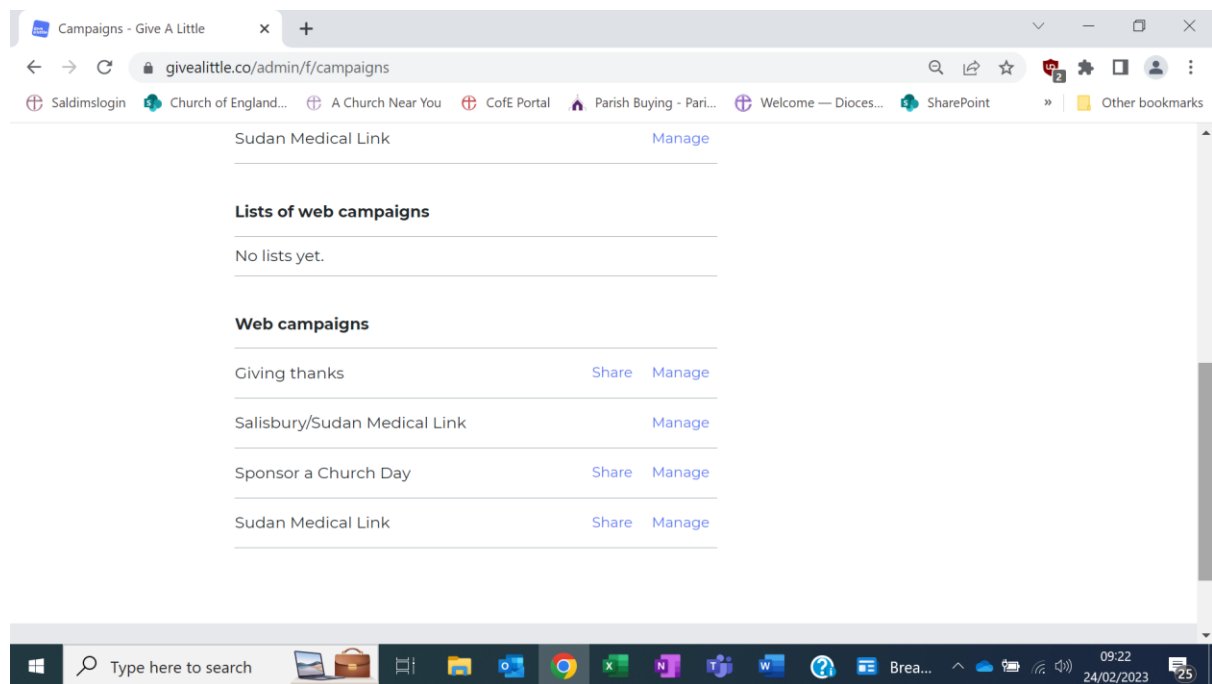 Campaigns - Give A Little
givealittle.co/admin/f/campaigns
2
Saldimslogin Church of England... A Church Near You CofE Portal Parish Buying - Pari... Welcome — Dioces... SharePoint » Other bookmarks
Sudan Medical Link Manage
Lists of web campaigns
No lists yet.
Web campaigns
Giving thanks Share Manage
Salisbury/Sudan Medical Link Manage
Sponsor a Church Day Share Manage
Sudan Medical Link Share Manage
Type here to search Brea... 09:22
24/02/2023 25